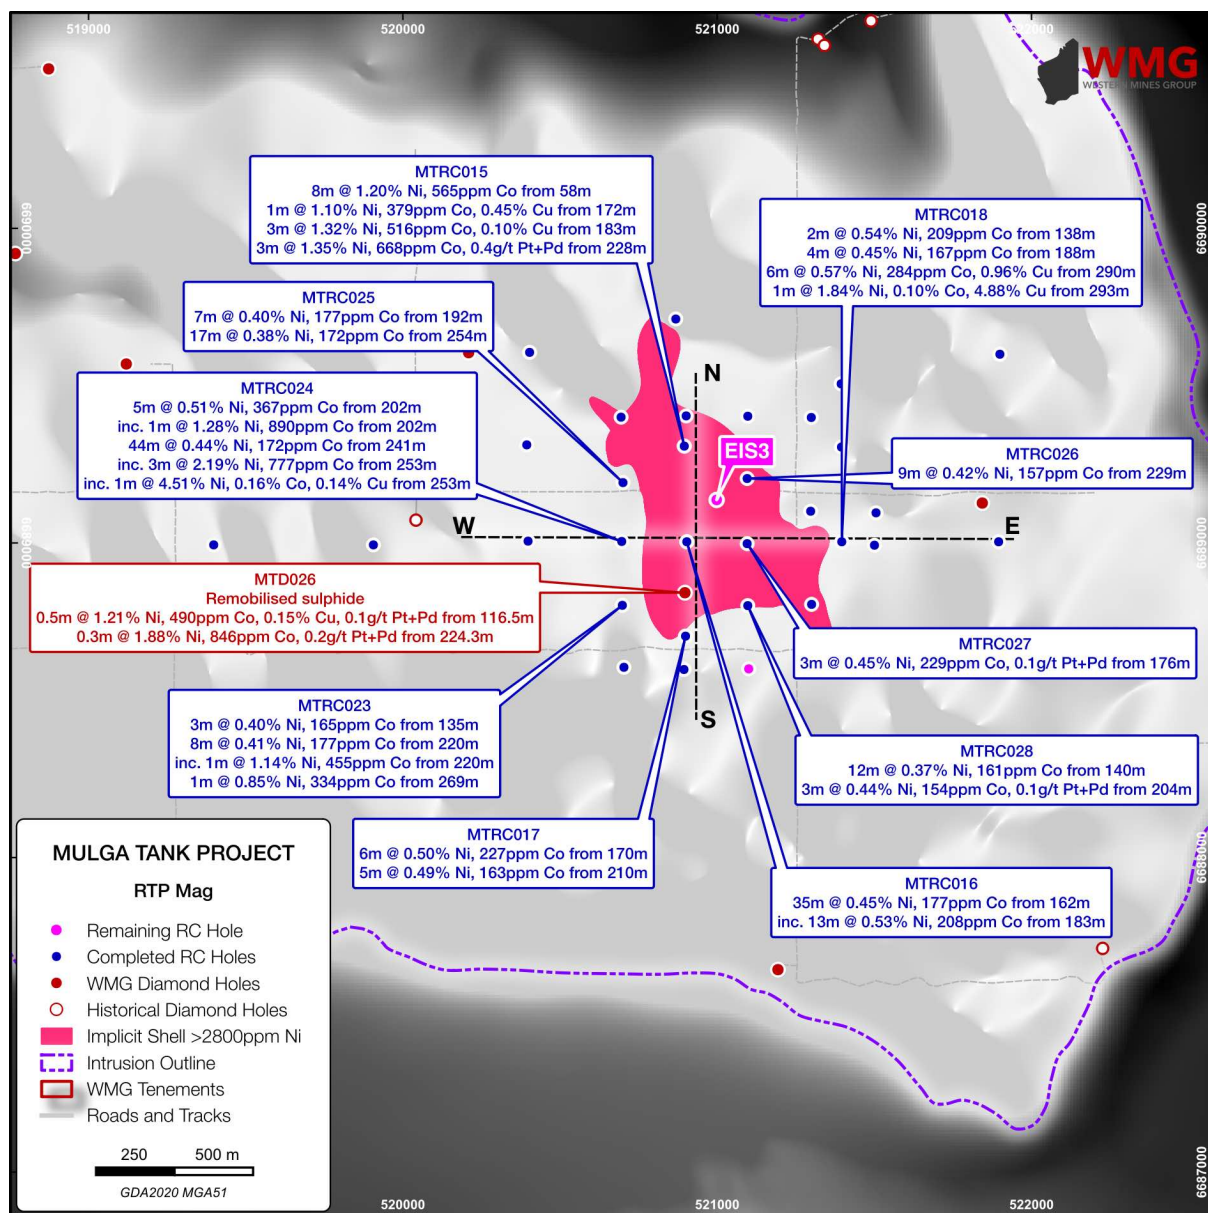 519000
520000
521000
522000
WMG
WESTERN MINES GROUP
6690000
6690000
MTRC015
8m @ 1.20% Ni, 565ppm Co from 58m
1m @ 1.10% Ni, 379ppm Co, 0.45% Cu from 172m
3m @ 1.32% Ni, 516ppm Co, 0.10% Cu from 183m
3m @ 1.35% Ni, 668ppm Co, 0.4g/t Pt+Pd from 228m
MTRC018
2m @ 0.54% Ni, 209ppm Co from 138m
4m @ 0.45% Ni, 167ppm Co from 188m
6m @ 0.57% Ni, 284ppm Co, 0.96% Cu from 290m
1m @ 1.84% Ni, 0.10% Co, 4.88% Cu from 293m
MTRC025
7m @ 0.40% Ni, 177ppm Co from 192m
17m @ 0.38% Ni, 172ppm Co from 254m
MTRC024
5m @ 0.51% Ni, 367ppm Co from 202m
inc. 1m @ 1.28% Ni, 890ppm Co from 202m
44m @ 0.44% Ni, 172ppm Co from 241m
inc. 3m @ 2.19% Ni, 777ppm Co from 253m
inc. 1m @ 4.51% Ni, 0.16% Co, 0.14% Cu from 253m
N
EIS3
MTRC026
9m @ 0.42% Ni, 157ppm Co from 229m
W
E
6689000
6689000
MTD026
Remobilised sulphide
0.5m @ 1.21% Ni, 490ppm Co, 0.15% Cu, 0.1g/t Pt+Pd from 116.5m
0.3m @ 1.88% Ni, 846ppm Co, 0.2g/t Pt+Pd from 224.3m
MTRC027
3m @ 0.45% Ni, 229ppm Co, 0.1g/t Pt+Pd from 176m
S
MTRC023
3m @ 0.40% Ni, 165ppm Co from 135m
8m @ 0.41% Ni, 177ppm Co from 220m
inc. 1m @ 1.14% Ni, 455ppm Co from 220m
1m @ 0.85% Ni, 334ppm Co from 269m
MTRC028
12m @ 0.37% Ni, 161ppm Co from 140m
3m @ 0.44% Ni, 154ppm Co, 0.1g/t Pt+Pd from 204m
MTRC017
6m @ 0.50% Ni, 227ppm Co from 170m
5m @ 0.49% Ni, 163ppm Co from 210m
6688000
MTRC016
35m @ 0.45% Ni, 177ppm Co from 162m
inc. 13m @ 0.53% Ni, 208ppm Co from 183m
MULGA TANK PROJECT
RTP Mag
Remaining RC Hole
Completed RC Holes
WMG Diamond Holes
Historical Diamond Holes
Implicit Shell >2800ppm Ni
Intrusion Outline
WMG Tenements
Roads and Tracks
250 500 m
GDA2020 MGA51
6687000
520000
521000
522000